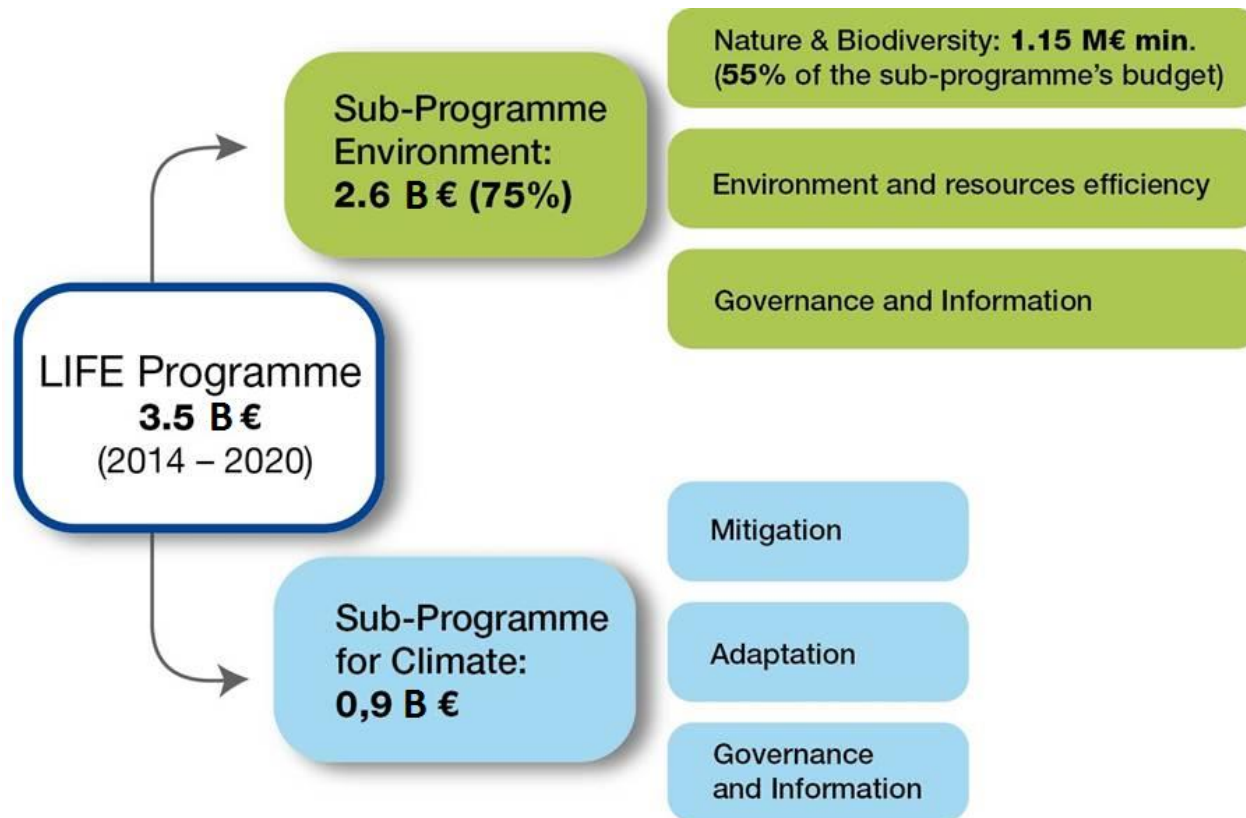 LIFE Programme
3.5 B €
(2014 – 2020)
Sub-Programme
Environment:
2.6 B € (75%)
Nature & Biodiversity: 1.15 M€ min.
(55% of the sub-programme's budget)
Environment and resources efficiency
Governance and Information
Sub-Programme
for Climate:
0,9 B €
Mitigation
Adaptation
Governance
and Information